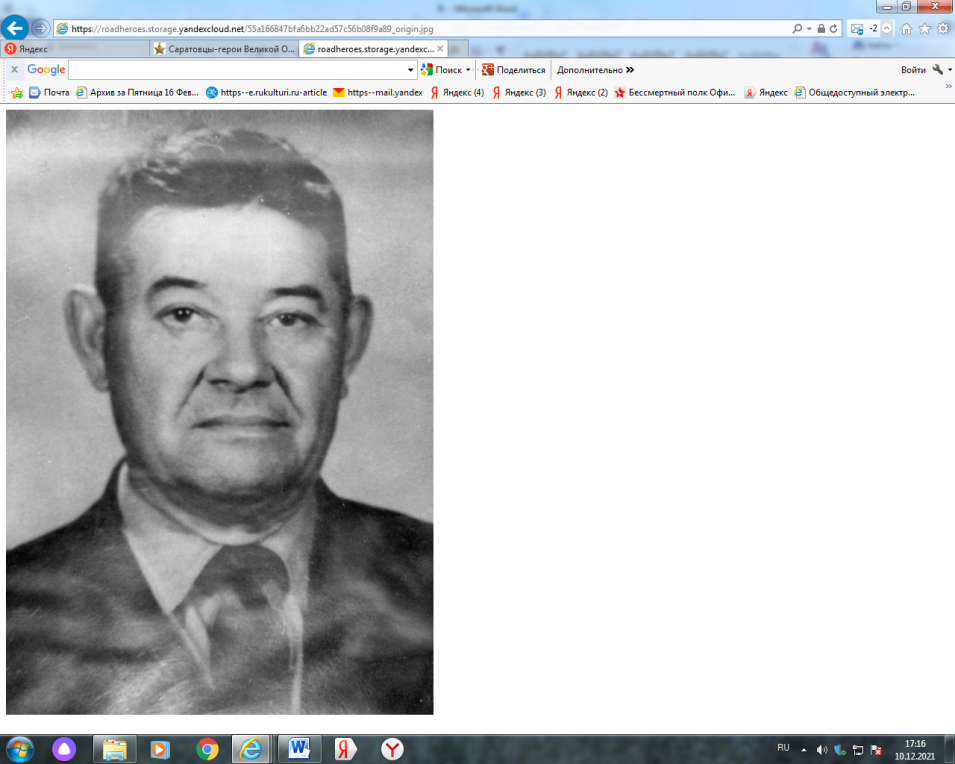 https://roadheroes.storage.yandexcloud.net/55a166847bfa6bb22ad57c56b08f9a89_origin.jpg
-2
Яндекс
Саратовцы-герои Великой О...
roadheroes.storage.yandexc...
x Google Поиск Поделиться Дополнительно Войти
Почта Архив за Пятница 16 Фев... https--e.rukulturi.ru-article https--mail.yandex Яндекс (4) Яндекс (3) Яндекс (2) Бессмертный полк Офи... Яндекс Общедоступный электр...
RU
17:16
10.12.2021